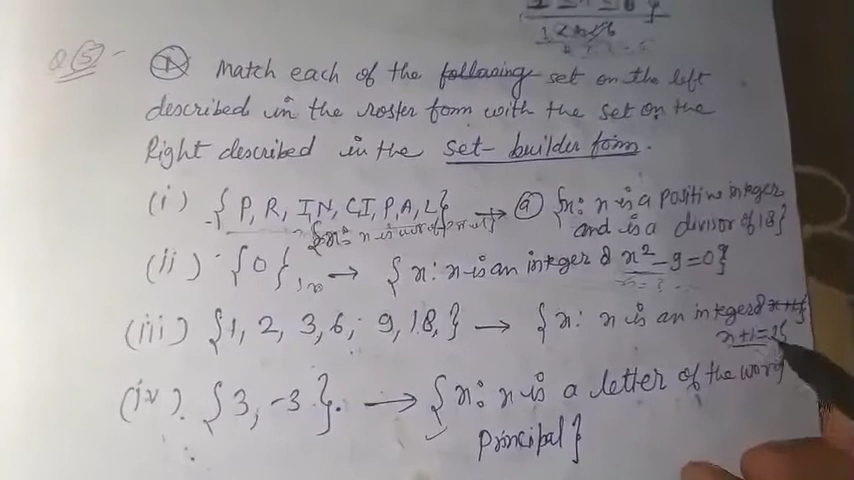 Q(5)-
Match each of the following set on the left
described in the roster form with the set on the
Right described in the set-builder form.
(i) {P, R, I, N, C, I, P, A, L} → (a) {x: x is a positive integer
and is a divisor of 18}
(ii) {0} → {x: x is an integer & x²-9=0}
(iii) {1, 2, 3, 6, 9, 18,} → {x: x is an integer &
x+1=
(iv). {3, -3}. → {x: x is a letter of the word
principal}